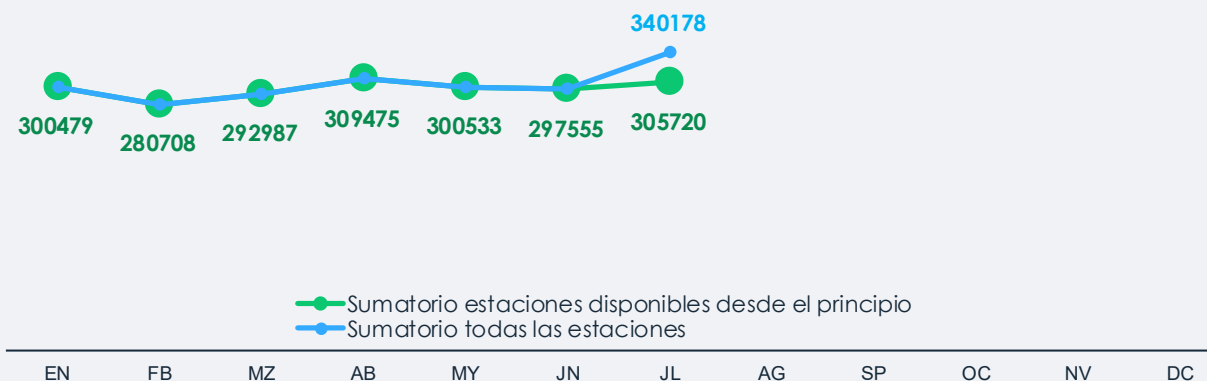 340178
300479
280708
292987
309475
300533
297555
305720
Sumatorio estaciones disponibles desde el principio
Sumatorio todas las estaciones
EN FB MZ AB MY JN JL AG SP OC NV DC